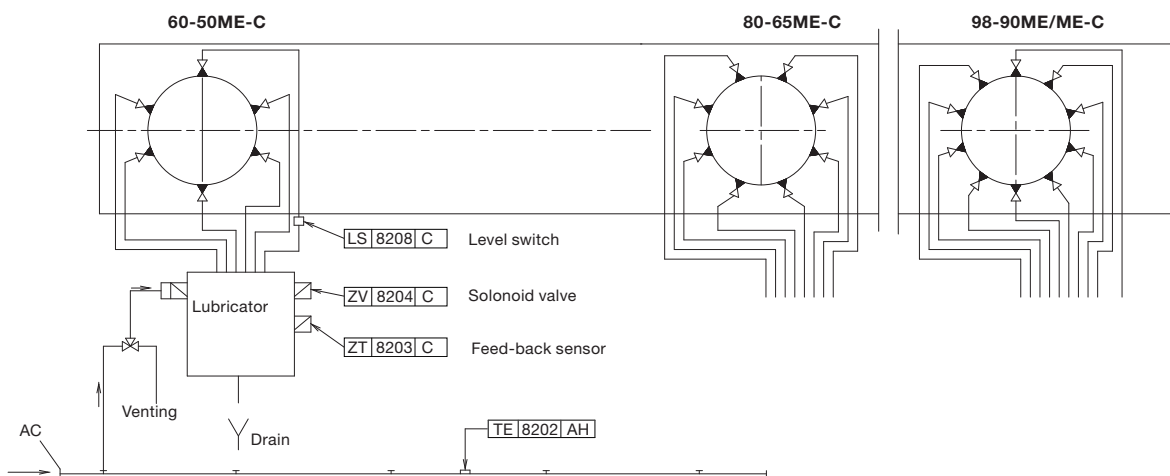 60-50ME-C
80-65ME-C
98-90ME/ME-C
LS 8208 C Level switch
Lubricator
ZV 8204 C Solonoid valve
ZT 8203 C Feed-back sensor
Venting
Drain
TE 8202 AH
AC